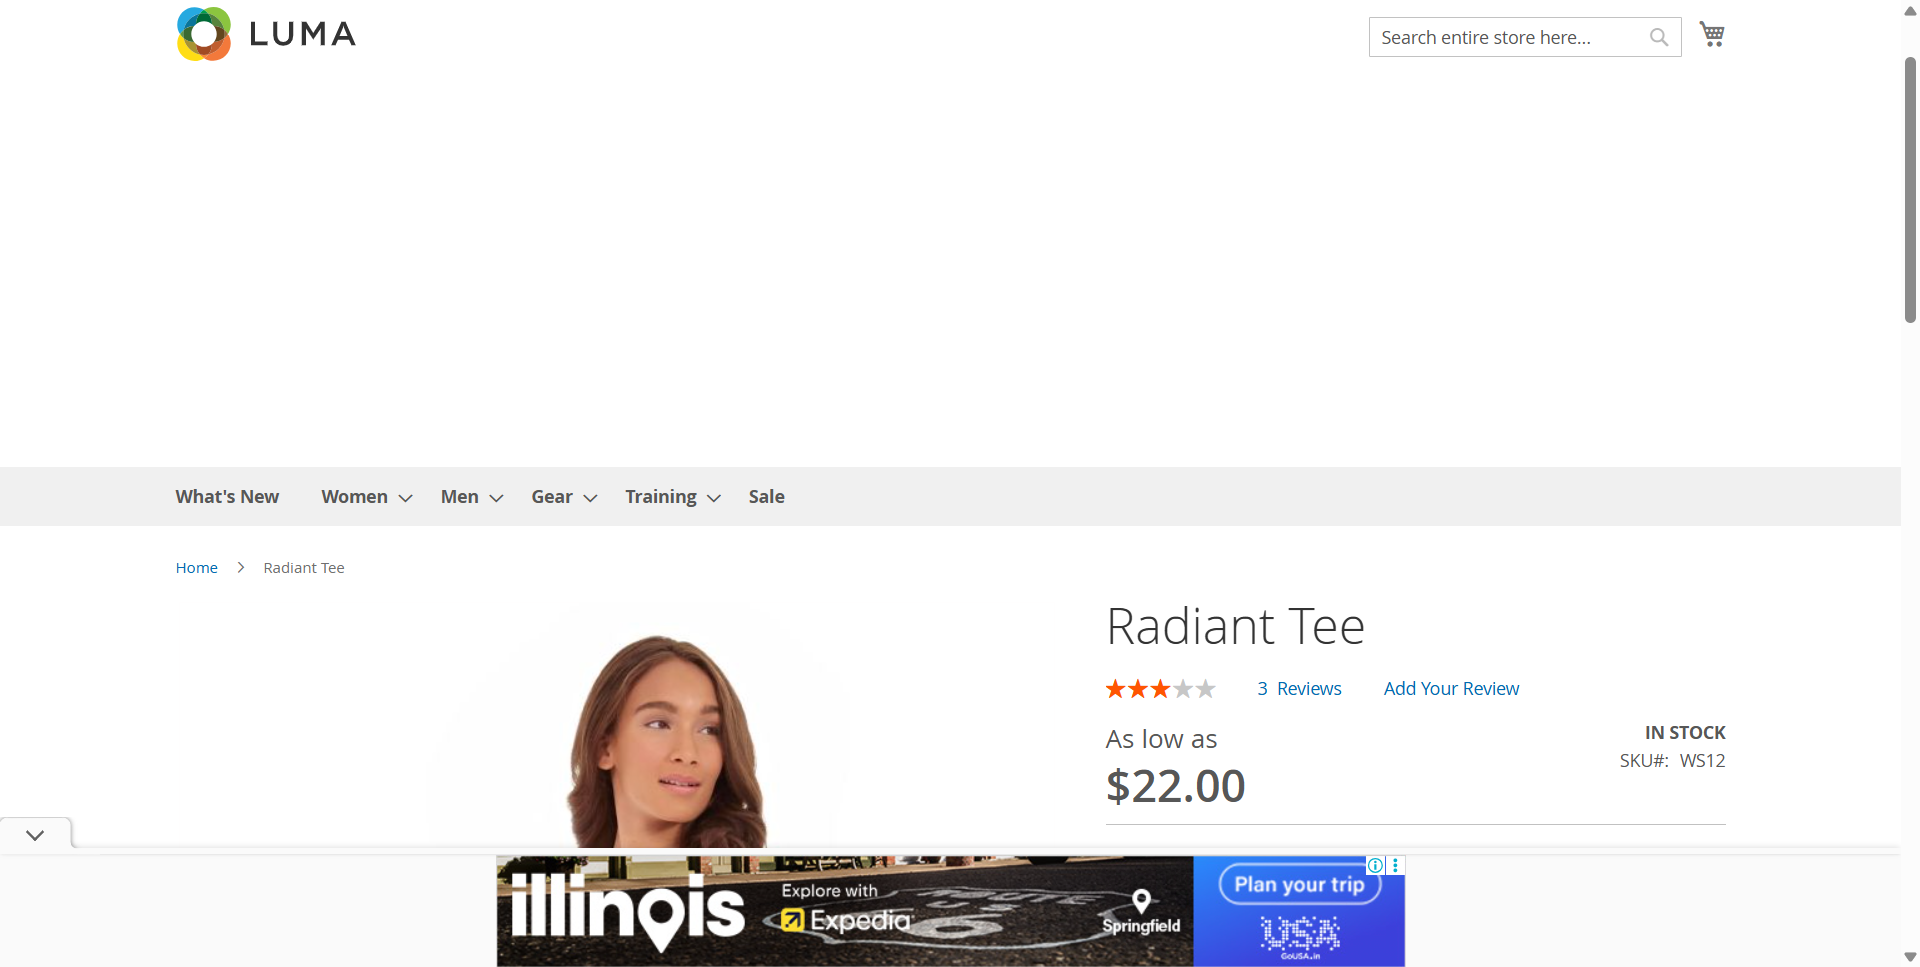 LUMA
Search entire store here...
What's New Women Men Gear Training Sale
Home Radiant Tee
Radiant Tee
3 Reviews Add Your Review
As low as
$22.00
IN STOCK
SKU#: WS12
illinois
Explore with
Expedia
Springfield
Plan your trip
USA
GoUSA.in